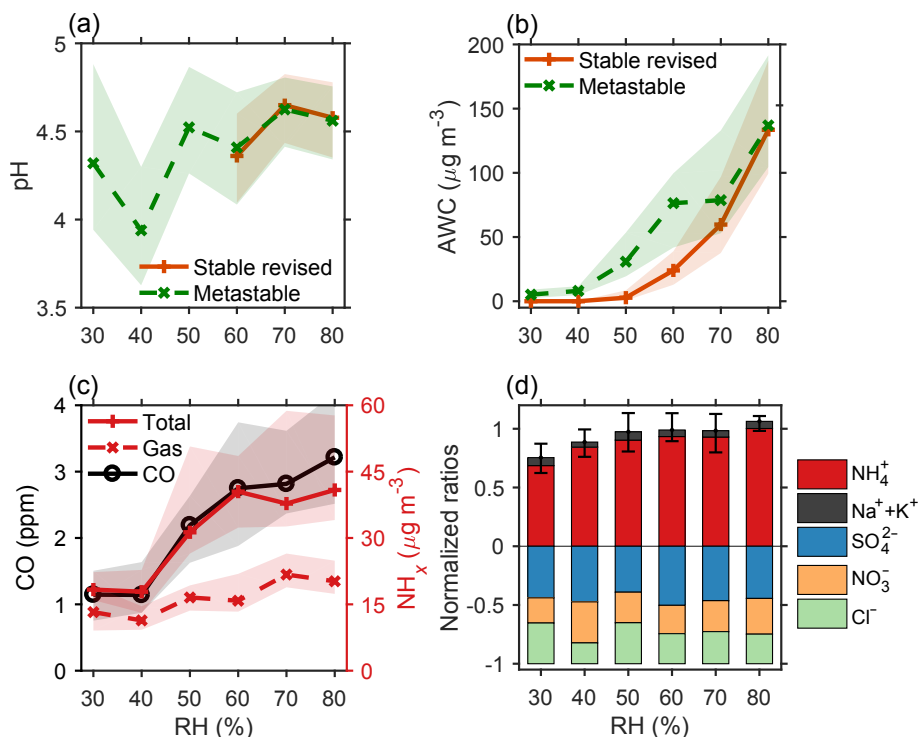 (a)
5
4.5
4
3.5
pH
Stable revised
Metastable
30 40 50 60 70 80
(b)
200
150
100
50
0
AWC (μg m⁻³)
Stable revised
Metastable
30 40 50 60 70 80
(c)
4
3
2
1
0
CO (ppm)
Total
Gas
CO
60
45
30
15
0
NHₓ (μg m⁻³)
30 40 50 60 70 80
RH (%)
(d)
1
0.5
0
-0.5
-1
Normalized ratios
30 40 50 60 70 80
RH (%)
NH₄⁺
Na⁺+K⁺
SO₄²⁻
NO₃⁻
Cl⁻